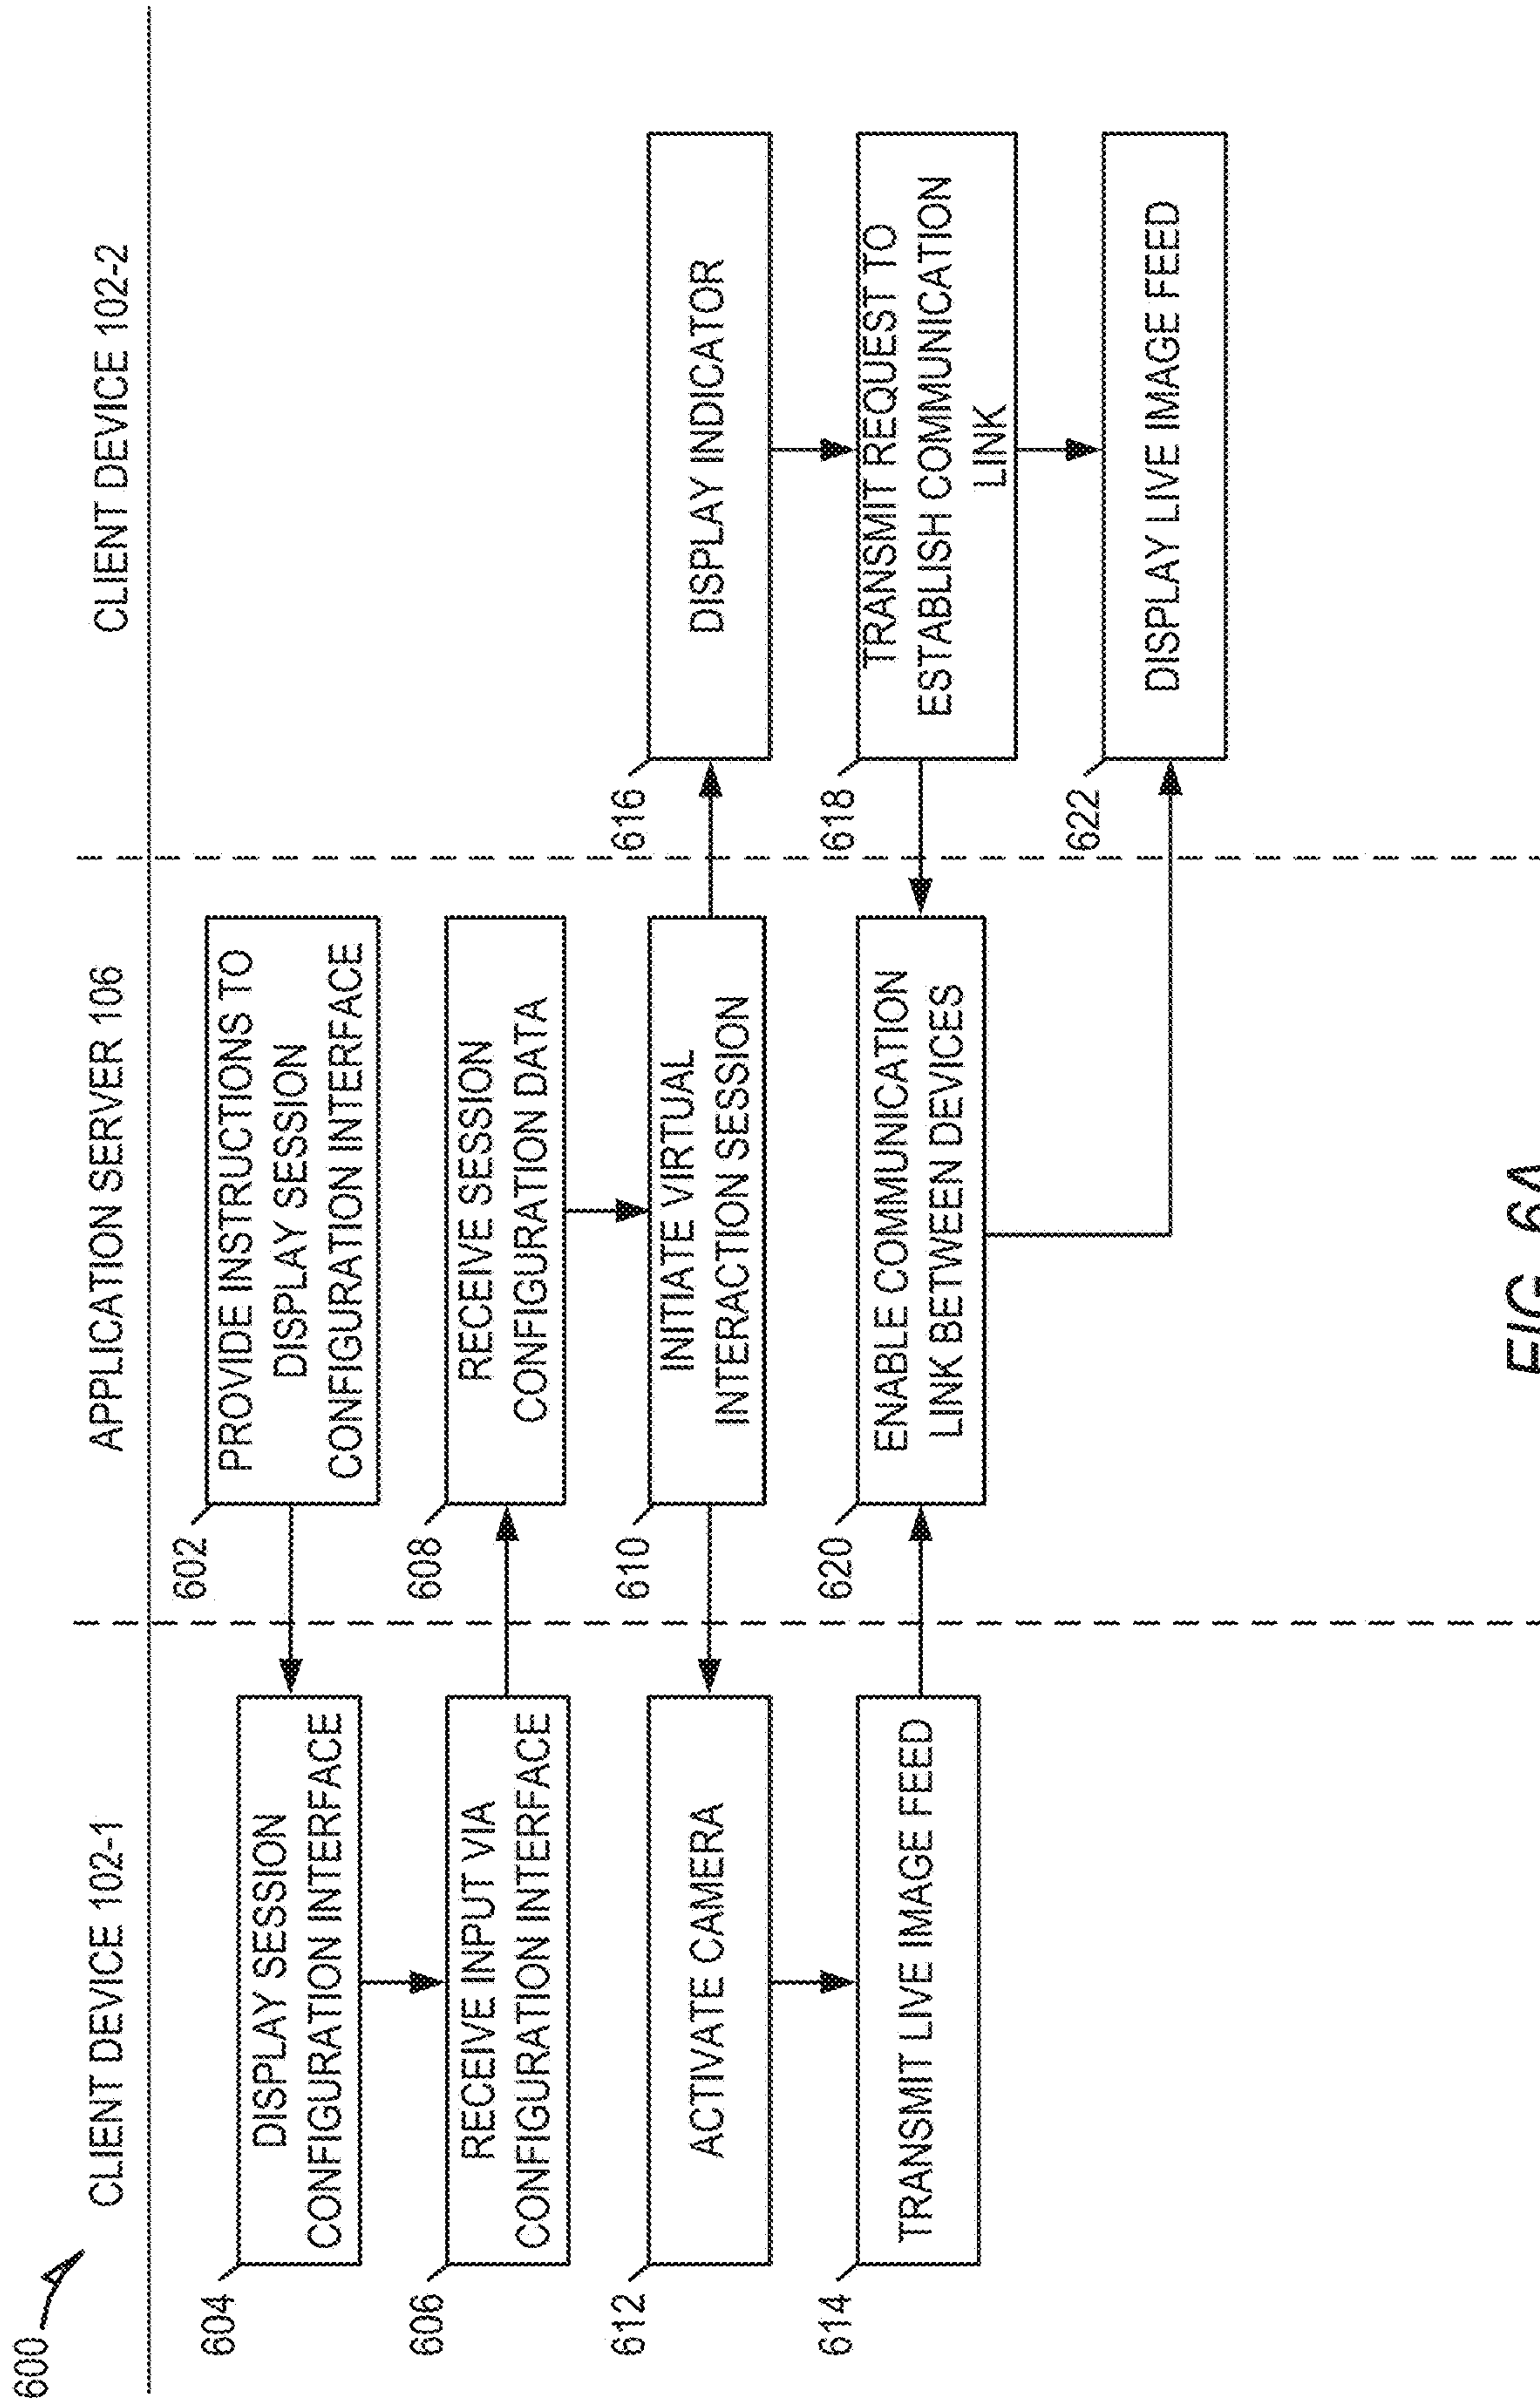 600
CLIENT DEVICE 102-1
APPLICATION SERVER 106
CLIENT DEVICE 102-2
602
PROVIDE INSTRUCTIONS TO
DISPLAY SESSION
CONFIGURATION INTERFACE
604
DISPLAY SESSION
CONFIGURATION INTERFACE
606
RECEIVE INPUT VIA
CONFIGURATION INTERFACE
608
RECEIVE SESSION
CONFIGURATION DATA
610
INITIATE VIRTUAL
INTERACTION SESSION
612
ACTIVATE CAMERA
616
DISPLAY INDICATOR
614
TRANSMIT LIVE IMAGE FEED
620
ENABLE COMMUNICATION
LINK BETWEEN DEVICES
618
TRANSMIT REQUEST TO
ESTABLISH COMMUNICATION
LINK
622
DISPLAY LIVE IMAGE FEED
FIG. 6A